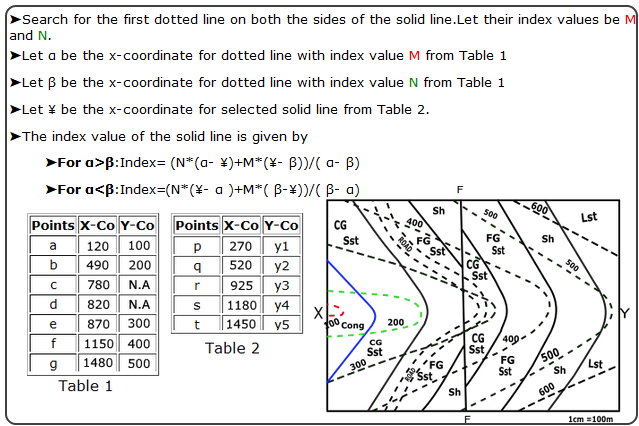 ➤Search for the first dotted line on both the sides of the solid line.Let their index values be M
and N.
➤Let α be the x-coordinate for dotted line with index value M from Table 1
➤Let β be the x-coordinate for dotted line with index value N from Table 1
➤Let ¥ be the x-coordinate for selected solid line from Table 2.
➤The index value of the solid line is given by
➤For α>β:Index= (N*(α- ¥)+M*(¥- β))/( α- β)
➤For α<β:Index=(N*(¥- α )+M*( β-¥))/( β- α)
Points X-Co Y-Co
a 120 100
b 490 200
c 780 N.A
d 820 N.A
e 870 300
f 1150 400
g 1480 500
Table 1
Points X-Co Y-Co
p 270 y1
q 520 y2
r 925 y3
s 1180 y4
t 1450 y5
Table 2
F
CG
Sst
400
ROAD
FG
Sst
Sh
500
FG
Sst
Sh
600
Lst
500
CG
Sst
X
100
Cong
200
Y
CG
Sst
300
ROAD
FG
Sst
Sh
CG
Sst
400
FG
Sst
500
Sh
600
Lst
F
1cm =100m